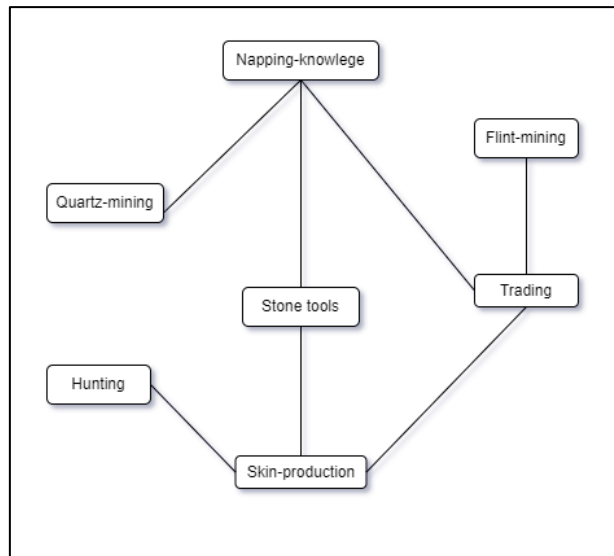 Napping-knowlege
Flint-mining
Quartz-mining
Trading
Stone tools
Hunting
Skin-production